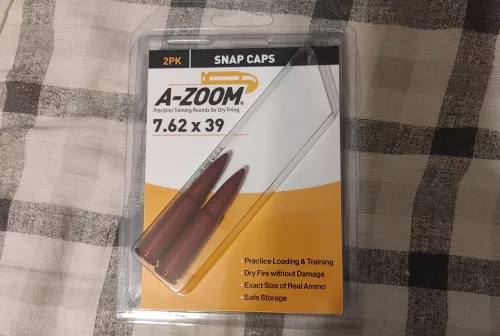 2PK SNAP CAPS
A-ZOOM®
Precision Training Rounds for Dry Firing
7.62 x 39
U.S.A.
· Practice Loading & Training
· Dry Fire without Damage
· Exact Size of Real Ammo
· Safe Storage